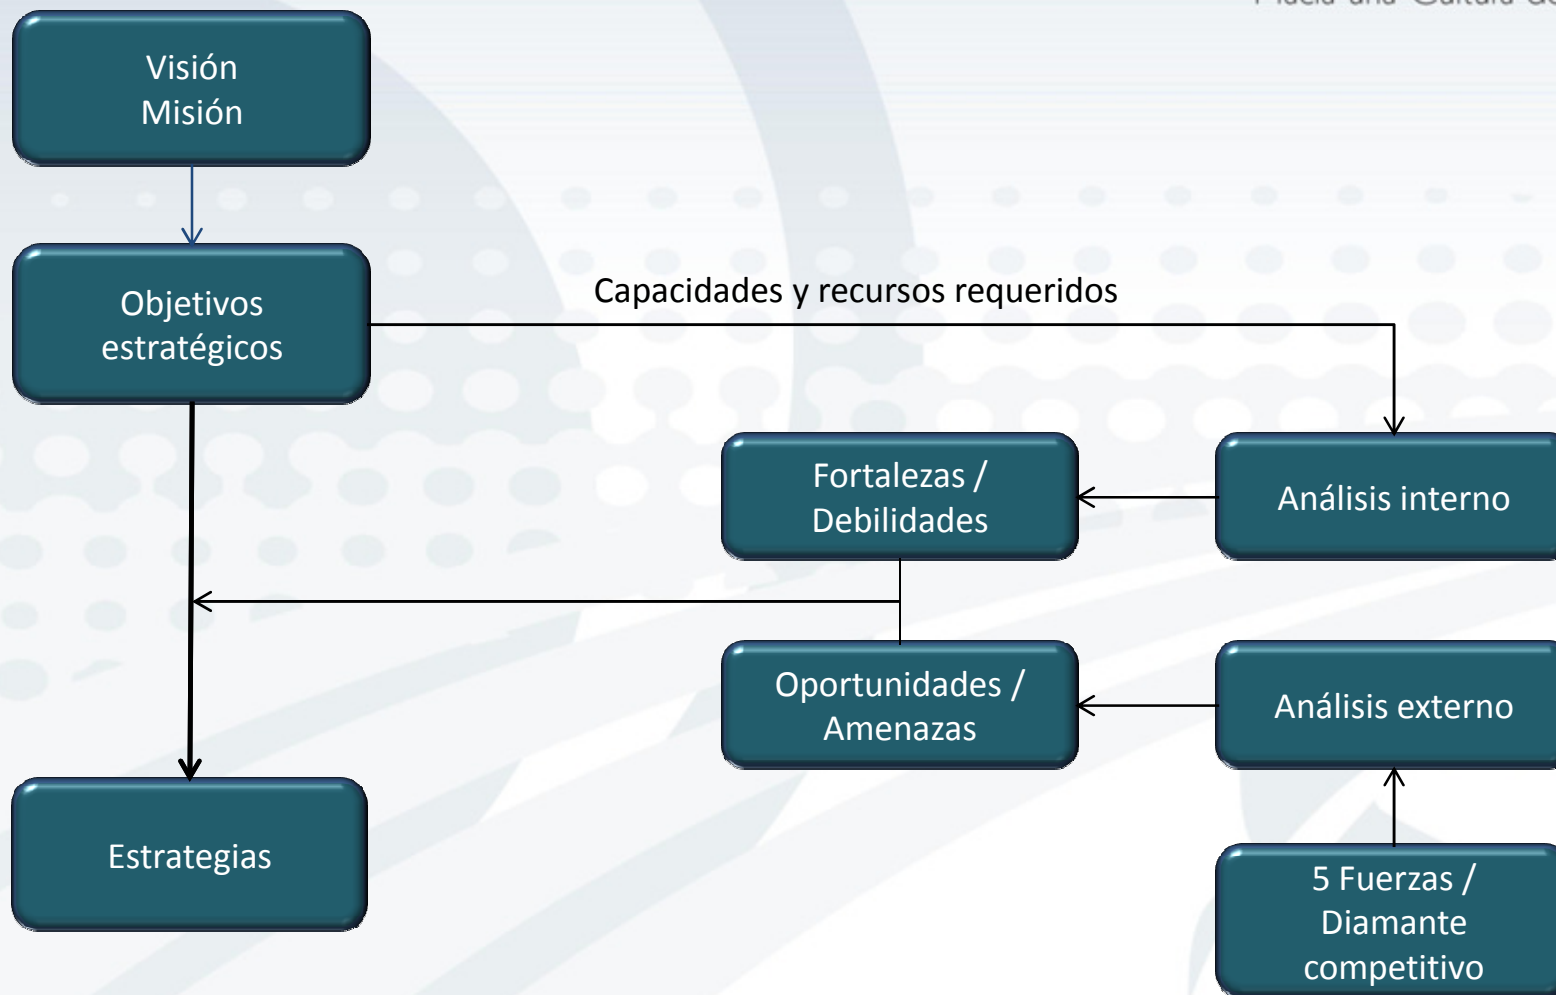 Visión
Misión
Objetivos
estratégicos
Capacidades y recursos requeridos
Fortalezas /
Debilidades
Análisis interno
Oportunidades /
Amenazas
Análisis externo
Estrategias
5 Fuerzas /
Diamante
competitivo